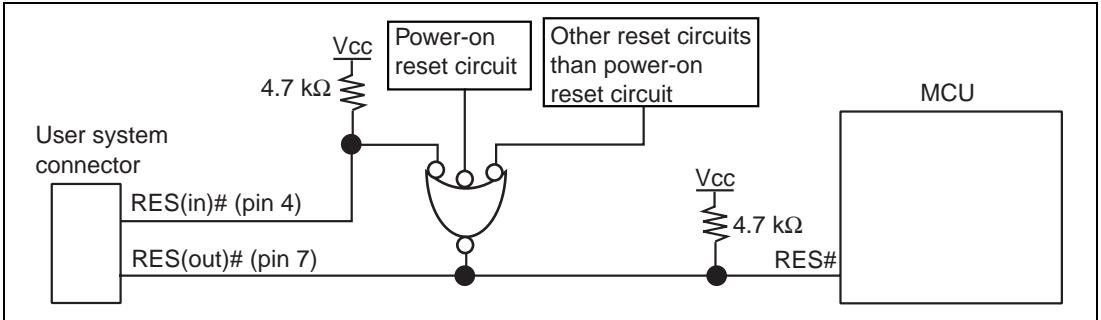 Vcc
4.7 kΩ
Power-on
reset circuit
Other reset circuits
than power-on
reset circuit
MCU
User system
connector
RES(in)# (pin 4)
RES(out)# (pin 7)
Vcc
4.7 kΩ
RES#